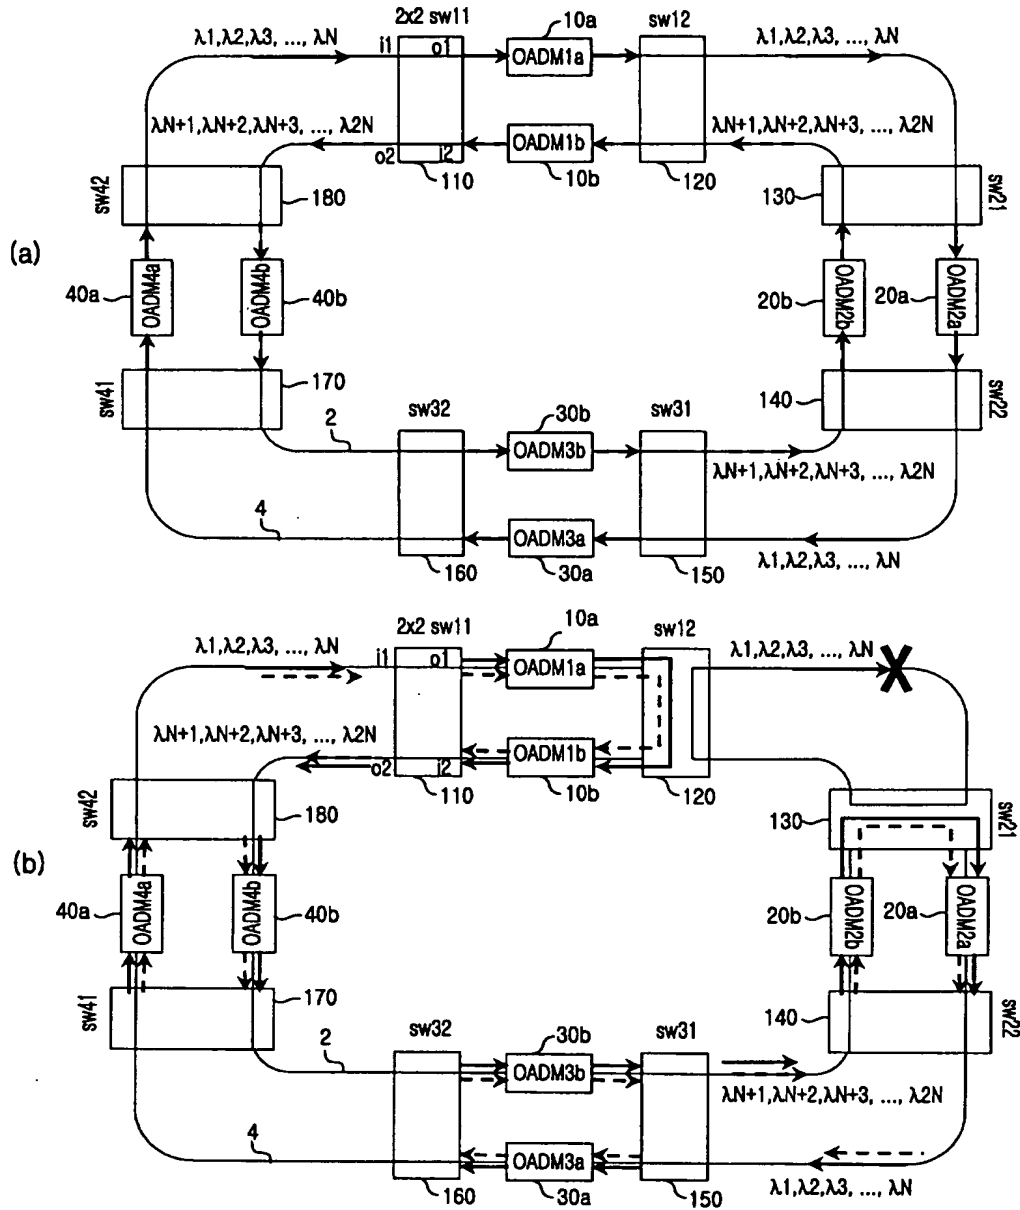 2x2 sw11
10a
sw12
λ1,λ2,λ3, ..., λN
i1
o1
OADM1a
λ1,λ2,λ3, ..., λN
λN+1,λN+2,λN+3, ..., λ2N
OADM1b
λN+1,λN+2,λN+3, ..., λ2N
o2
i2
110
10b
120
sw42
180
130
sw21
(a)
40a
OADM4a
OADM4b
40b
20b
OADM2b
20a
OADM2a
sw41
170
140
sw22
2
sw32
30b
sw31
OADM3b
λN+1,λN+2,λN+3, ..., λ2N
4
OADM3a
160
30a
150
λ1,λ2,λ3, ..., λN
2x2 sw11
10a
sw12
λ1,λ2,λ3, ..., λN
i1
o1
OADM1a
λ1,λ2,λ3, ..., λN
λN+1,λN+2,λN+3, ..., λ2N
OADM1b
o2
i2
110
10b
120
sw42
180
130
sw21
(b)
40a
OADM4a
OADM4b
40b
20b
OADM2b
20a
OADM2a
sw41
170
140
sw22
2
sw32
30b
sw31
OADM3b
λN+1,λN+2,λN+3, ..., λ2N
4
OADM3a
160
30a
150
λ1,λ2,λ3, ..., λN